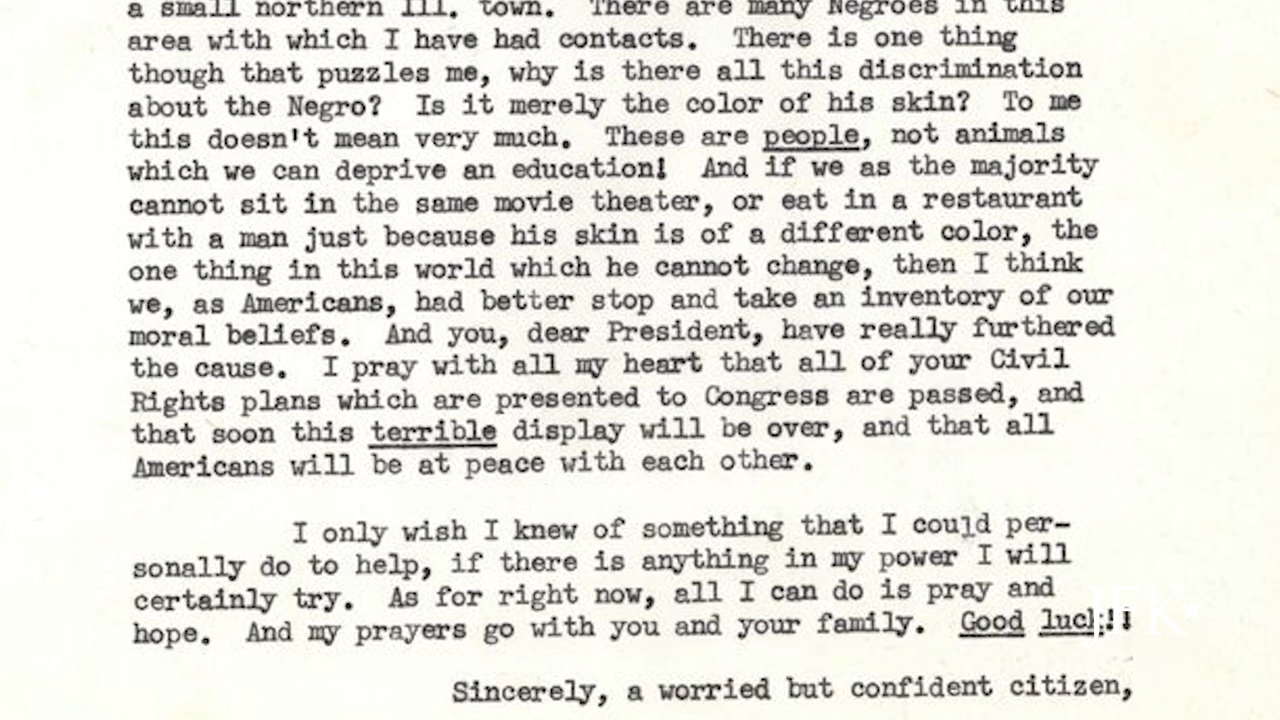 a small northern Ill. town.  There are many Negroes in this
area with which I have had contacts.  There is one thing
though that puzzles me, why is there all this discrimination
about the Negro?  Is it merely the color of his skin?  To me
this doesn't mean very much.  These are people, not animals
which we can deprive an education!  And if we as the majority
cannot sit in the same movie theater, or eat in a restaurant
with a man just because his skin is of a different color, the
one thing in this world which he cannot change, then I think
we, as Americans, had better stop and take an inventory of our
moral beliefs.  And you, dear President, have really furthered
the cause.  I pray with all my heart that all of your Civil
Rights plans which are presented to Congress are passed, and
that soon this terrible display will be over, and that all
Americans will be at peace with each other.
I only wish I knew of something that I could per-
sonally do to help, if there is anything in my power I will
certainly try.  As for right now, all I can do is pray and
hope.  And my prayers go with you and your family.  Good luck!!
Sincerely, a worried but confident citizen,